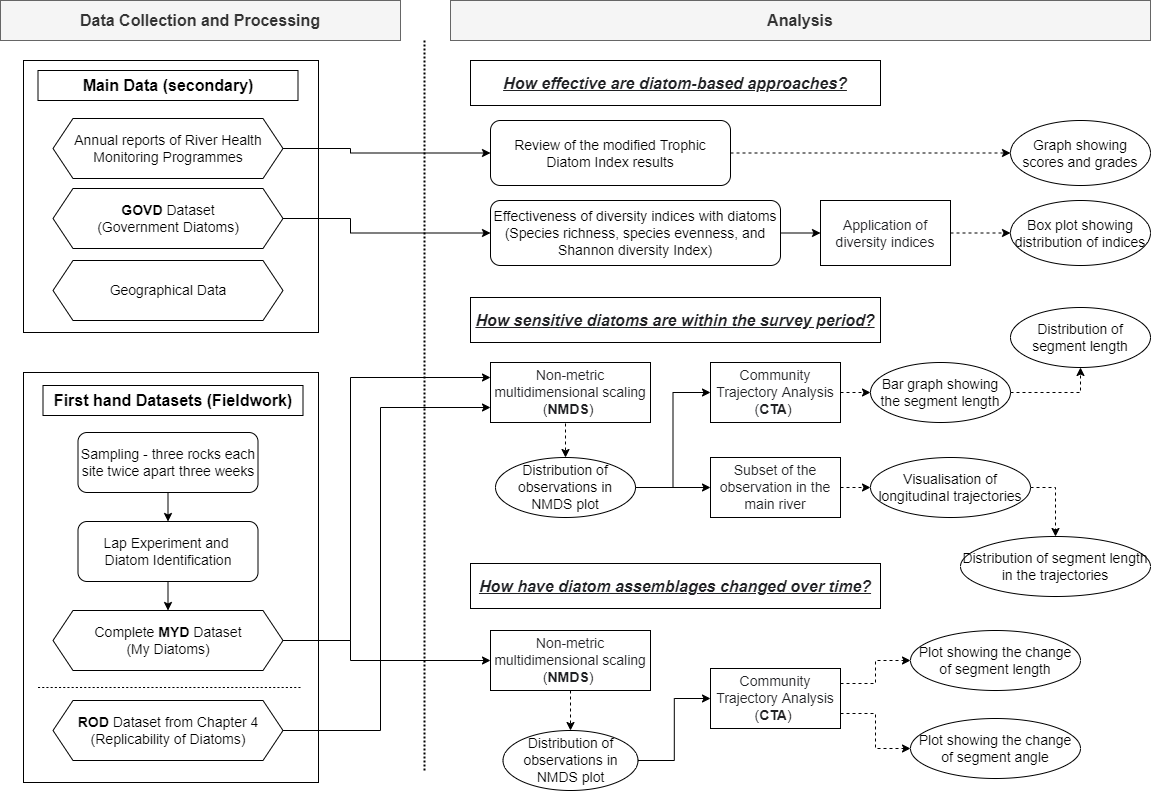 Data Collection and Processing
Analysis
Main Data (secondary)
Annual reports of River Health
Monitoring Programmes
GOVD Dataset
(Government Diatoms)
Geographical Data
First hand Datasets (Fieldwork)
Sampling - three rocks each
site twice apart three weeks
Lap Experiment and
Diatom Identification
Complete MYD Dataset
(My Diatoms)
ROD Dataset from Chapter 4
(Replicability of Diatoms)
How effective are diatom-based approaches?
Review of the modified Trophic
Diatom Index results
Graph showing
scores and grades
Effectiveness of diversity indices with diatoms
(Species richness, species evenness, and
Shannon diversity Index)
Application of
diversity indices
Box plot showing
distribution of indices
How sensitive diatoms are within the survey period?
Non-metric
multidimensional scaling
(NMDS)
Distribution of
observations in
NMDS plot
Community
Trajectory Analysis
(CTA)
Bar graph showing
the segment length
Distribution of
segment length
Subset of the
observation in the
main river
Visualisation of
longitudinal trajectories
Distribution of segment length
in the trajectories
How have diatom assemblages changed over time?
Non-metric
multidimensional scaling
(NMDS)
Distribution of
observations in
NMDS plot
Community
Trajectory Analysis
(CTA)
Plot showing the change
of segment length
Plot showing the change
of segment angle